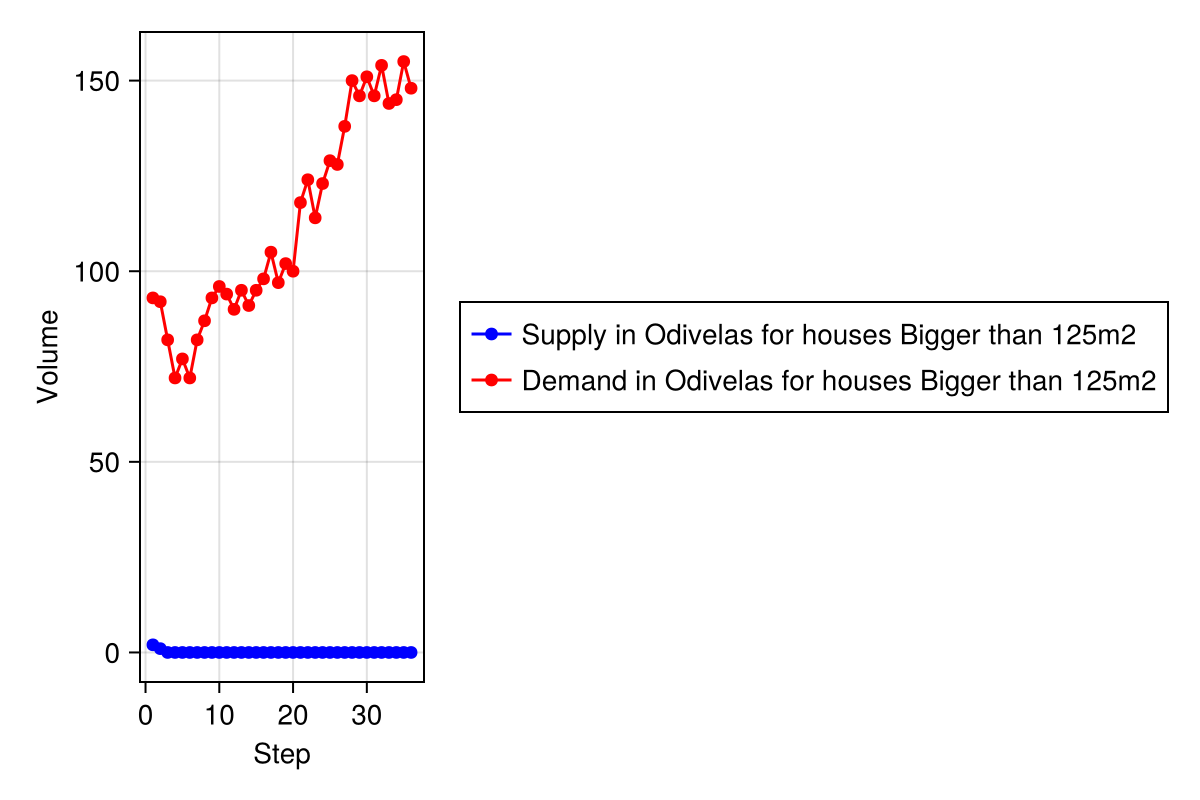 150
100
50
0
Volume
0 10 20 30
Step
Supply in Odivelas for houses Bigger than 125m2
Demand in Odivelas for houses Bigger than 125m2